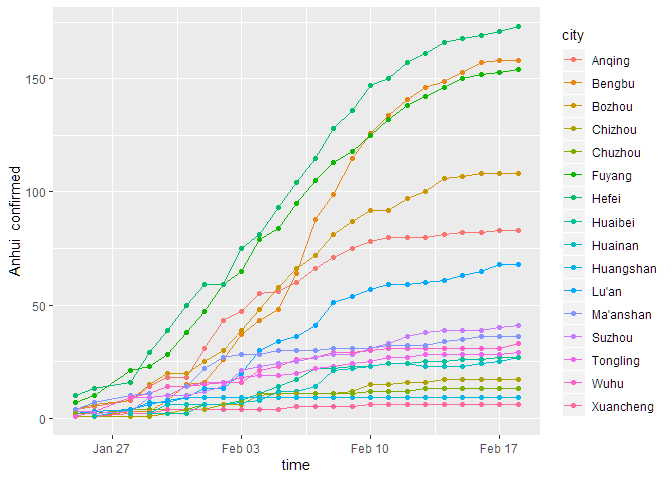 city
Anqing
Bengbu
Bozhou
Chizhou
Chuzhou
Fuyang
Hefei
Huaibei
Huainan
Huangshan
Lu'an
Ma'anshan
Suzhou
Tongling
Wuhu
Xuancheng
Anhui confirmed
150
100
50
0
Jan 27
Feb 03
Feb 10
Feb 17
time